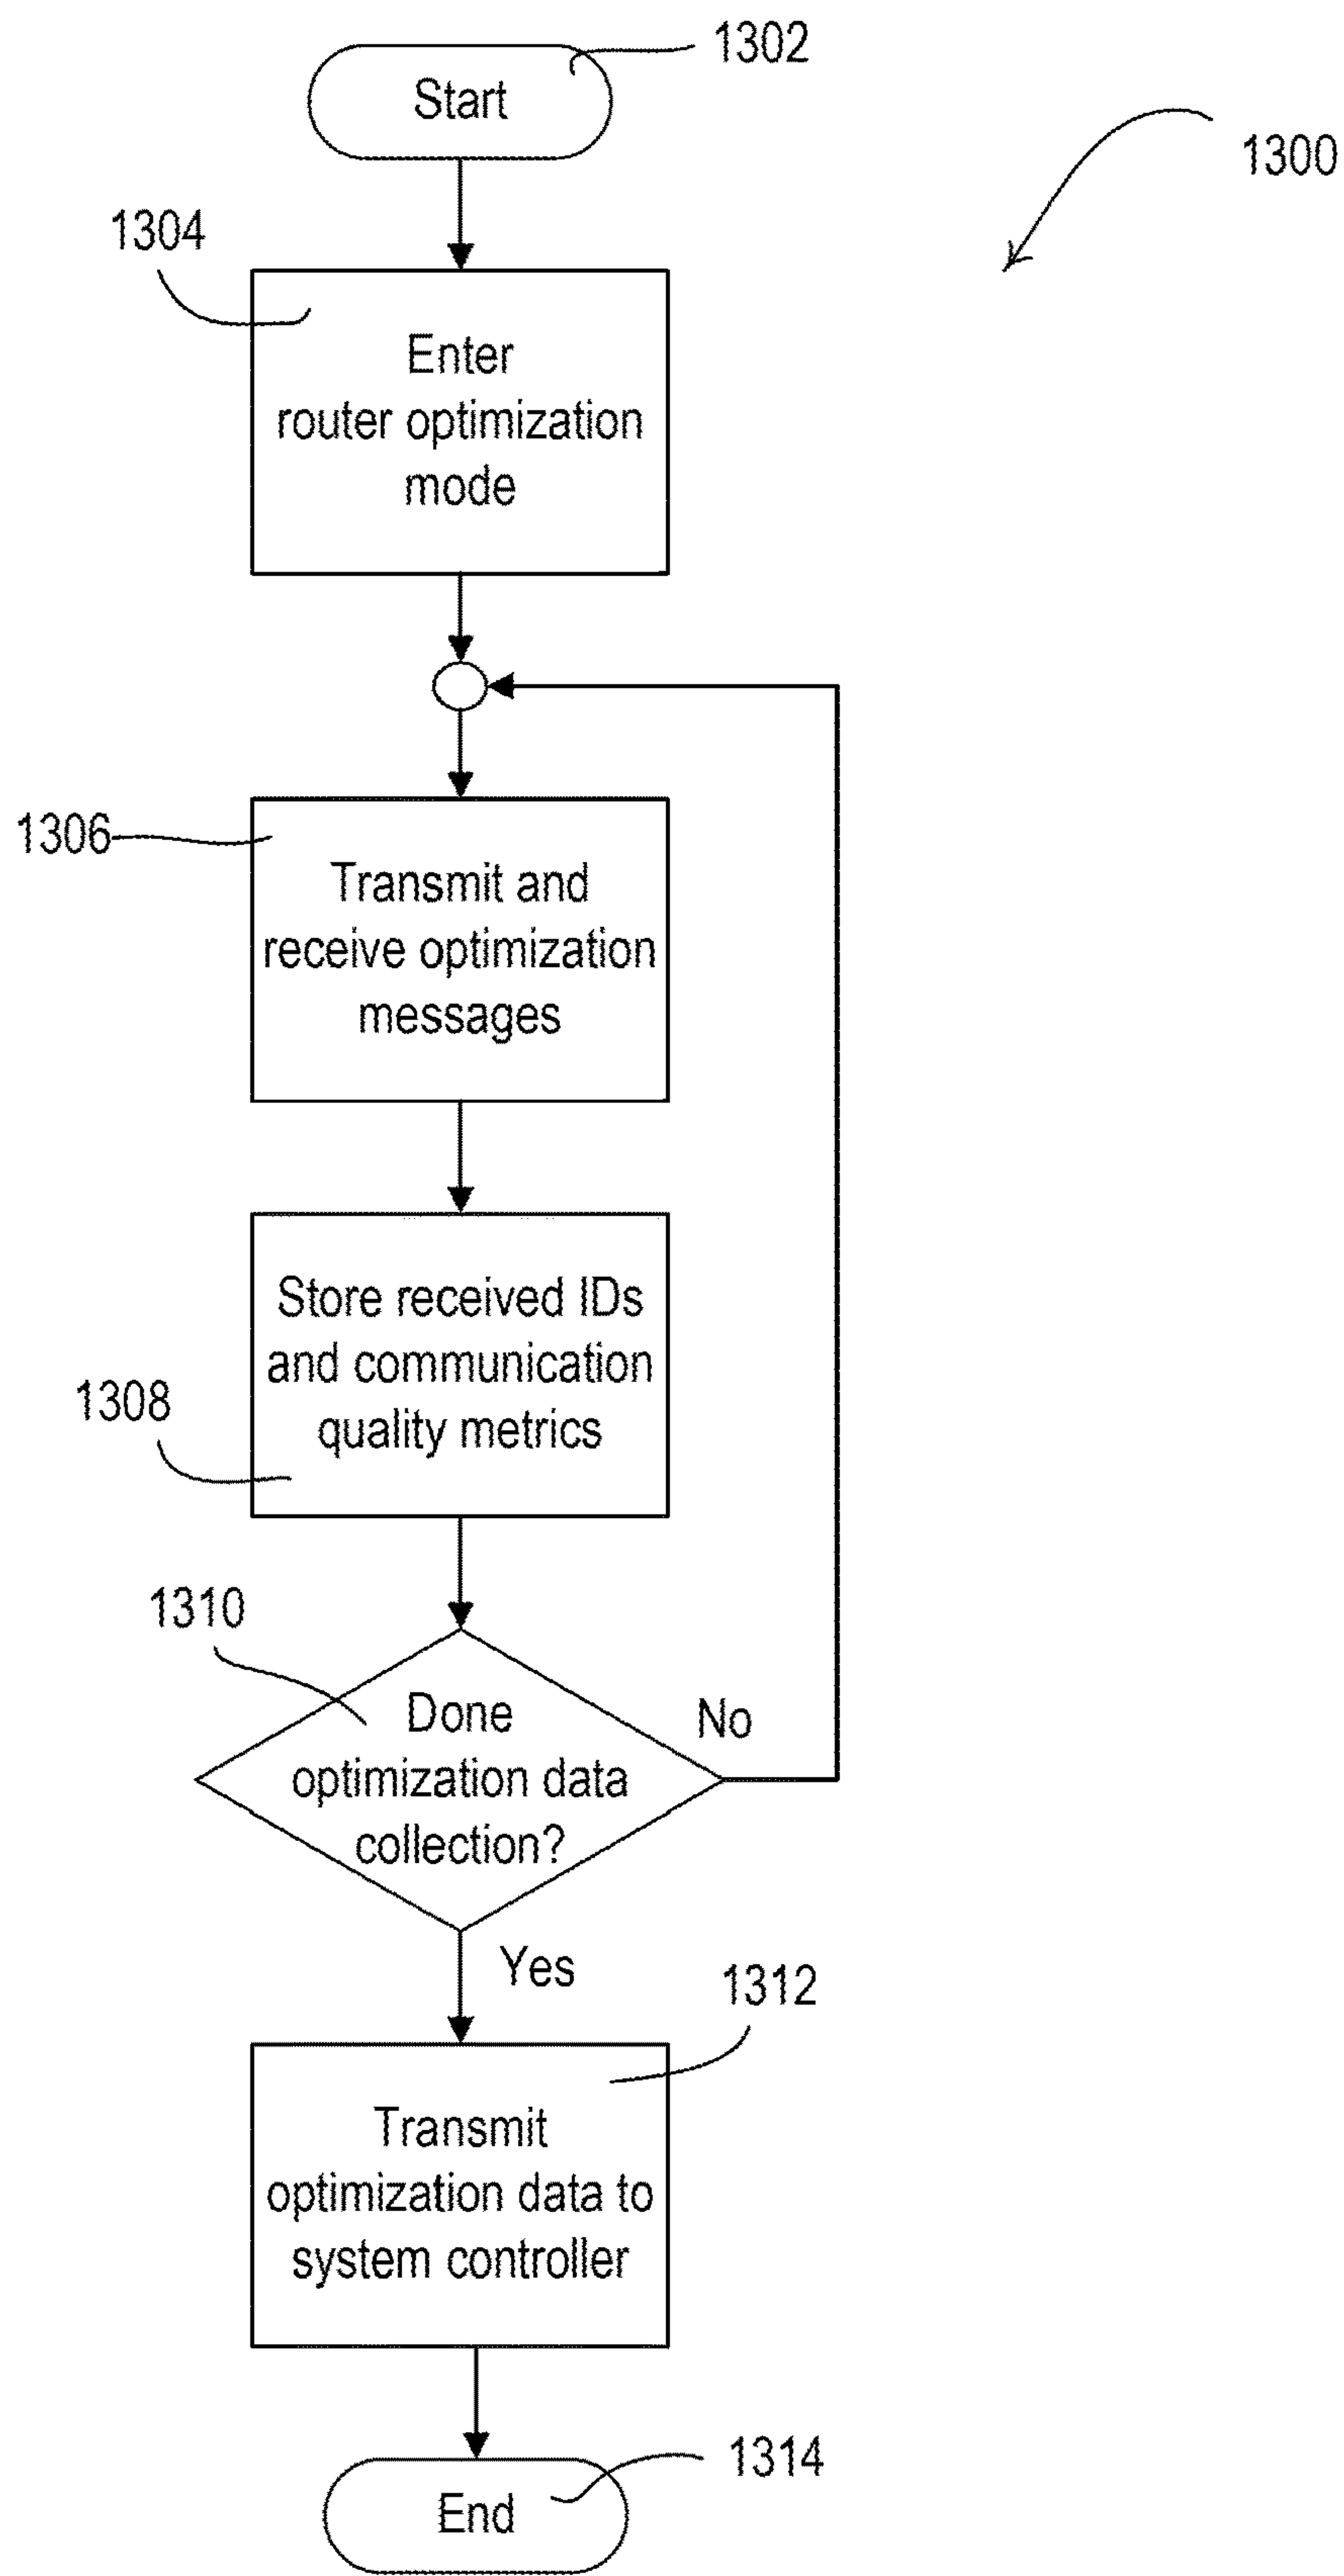 1302
Start
1300
1304
Enter
router optimization
mode
1306
Transmit and
receive optimization
messages
Store received IDs
and communication
quality metrics
1308
1310
Done
optimization data
collection?
No
Yes
1312
Transmit
optimization data to
system controller
1314
End